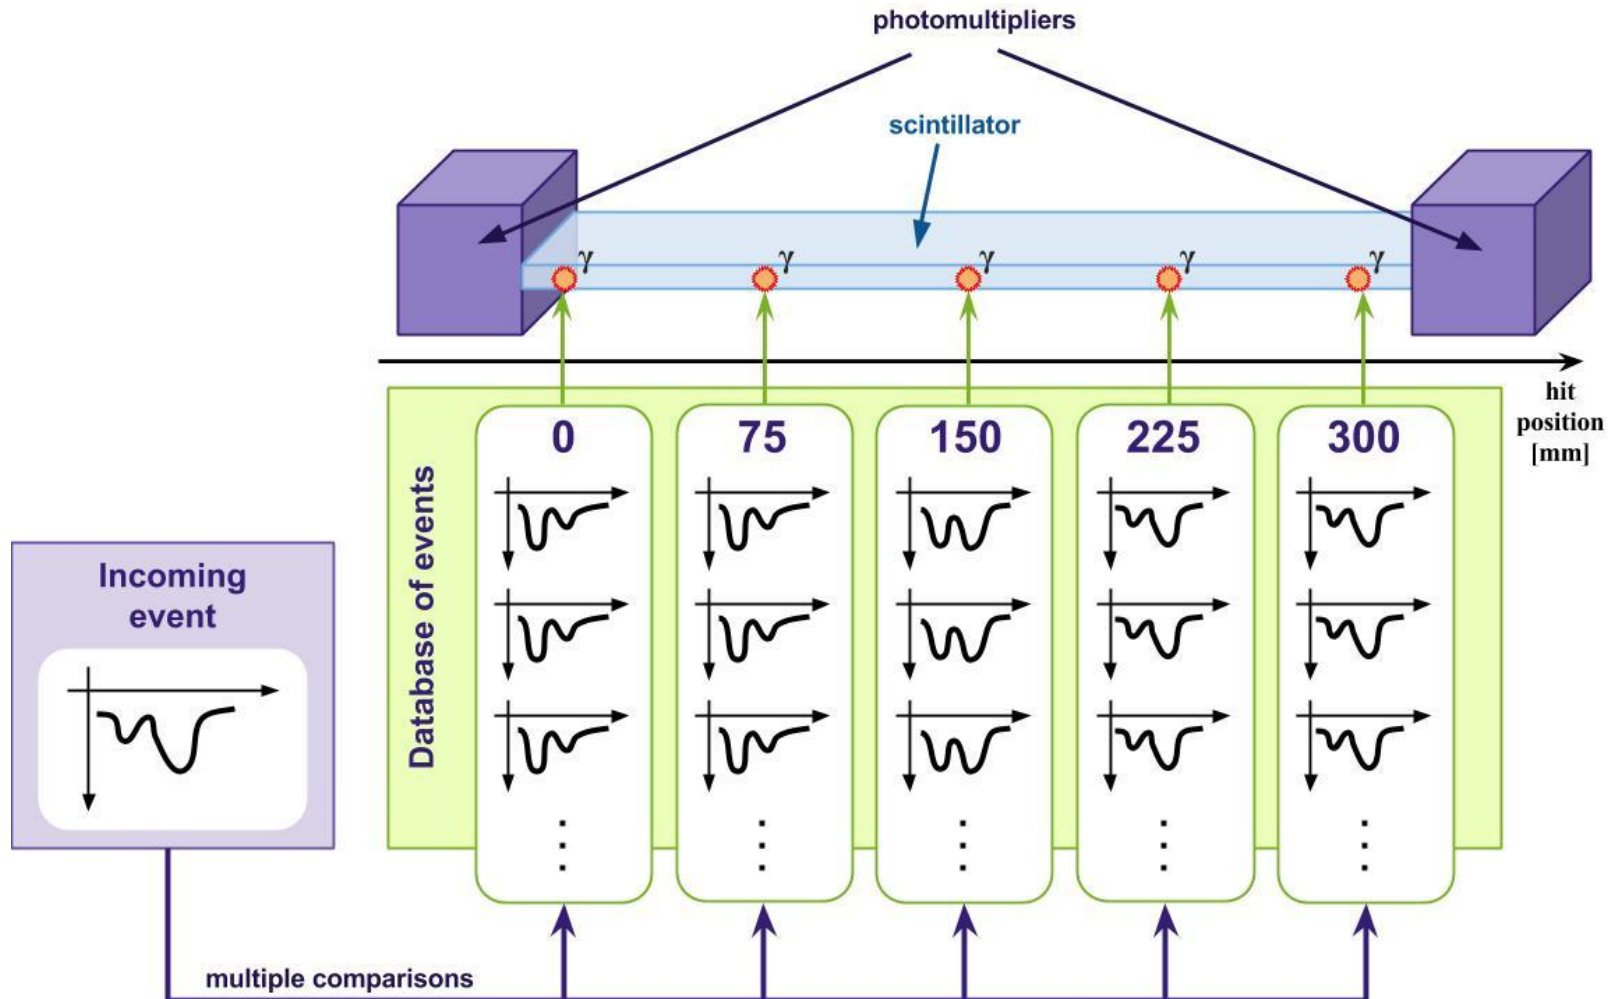 photomultipliers
scintillator
γ γ γ γ γ
hit
position
[mm]
0 75 150 225 300
Database of events
Incoming
event
multiple comparisons